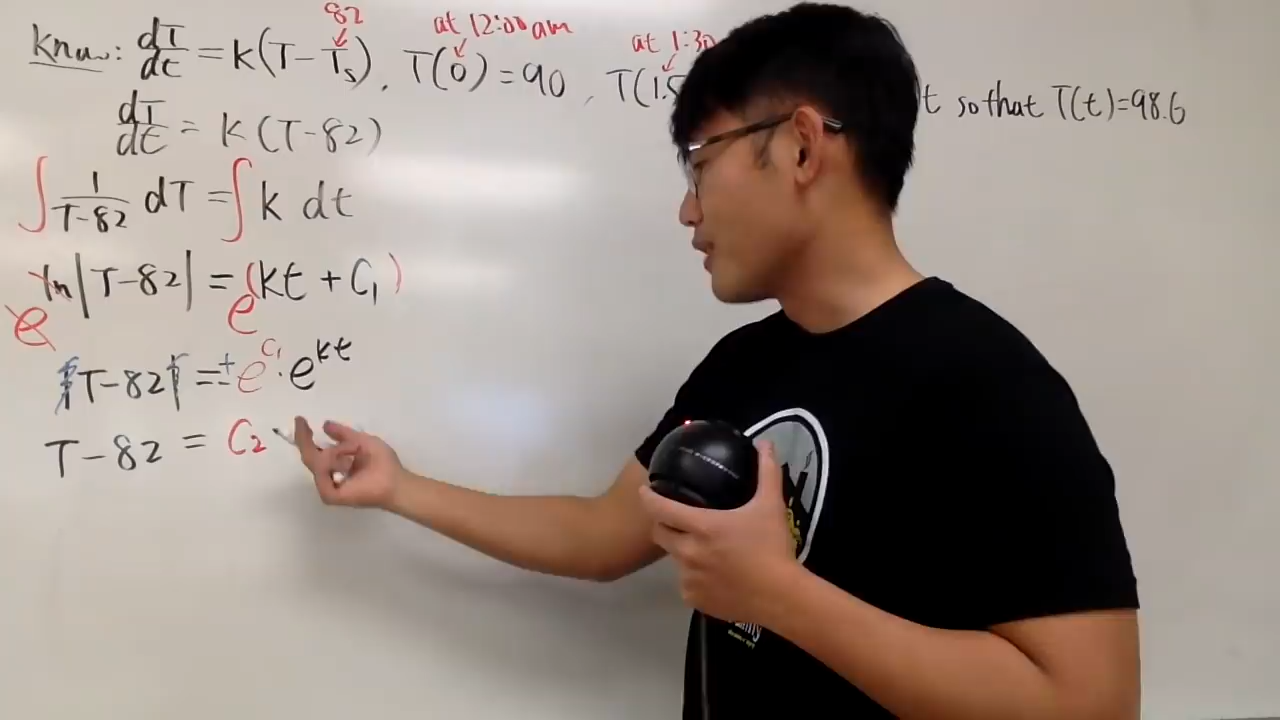 82
at 12:00 am
at 1:30
Know: dT/dt = k(T-Ts), T(0) = 90, T(1.5
t so that T(t)=98.6
dT/dt = k(T-82)
∫ 1/(T-82) dT = ∫ k dt
e^ln|T-82| = e^(kt + C₁)
|T-82| = ± e^C₁ · e^kt
T-82 = C₂